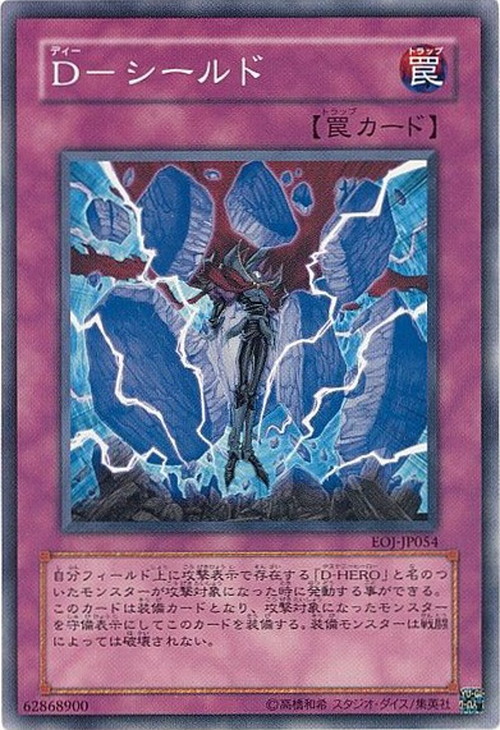 ディー
D－シールド
トラップ
罠
トラップ
【罠カード】
EOJ-JP054
自分フィールド上に攻撃表示で存在する「D-HERO」と名のつ
いたモンスターが攻撃対象になった時に発動する事ができる。
このカードは装備カードとなり、攻撃対象になったモンスター
を守備表示にしてこのカードを装備する。装備モンスターは戦闘
によっては破壊されない。
62868900
©高橋和希 スタジオ・ダイス/集英社